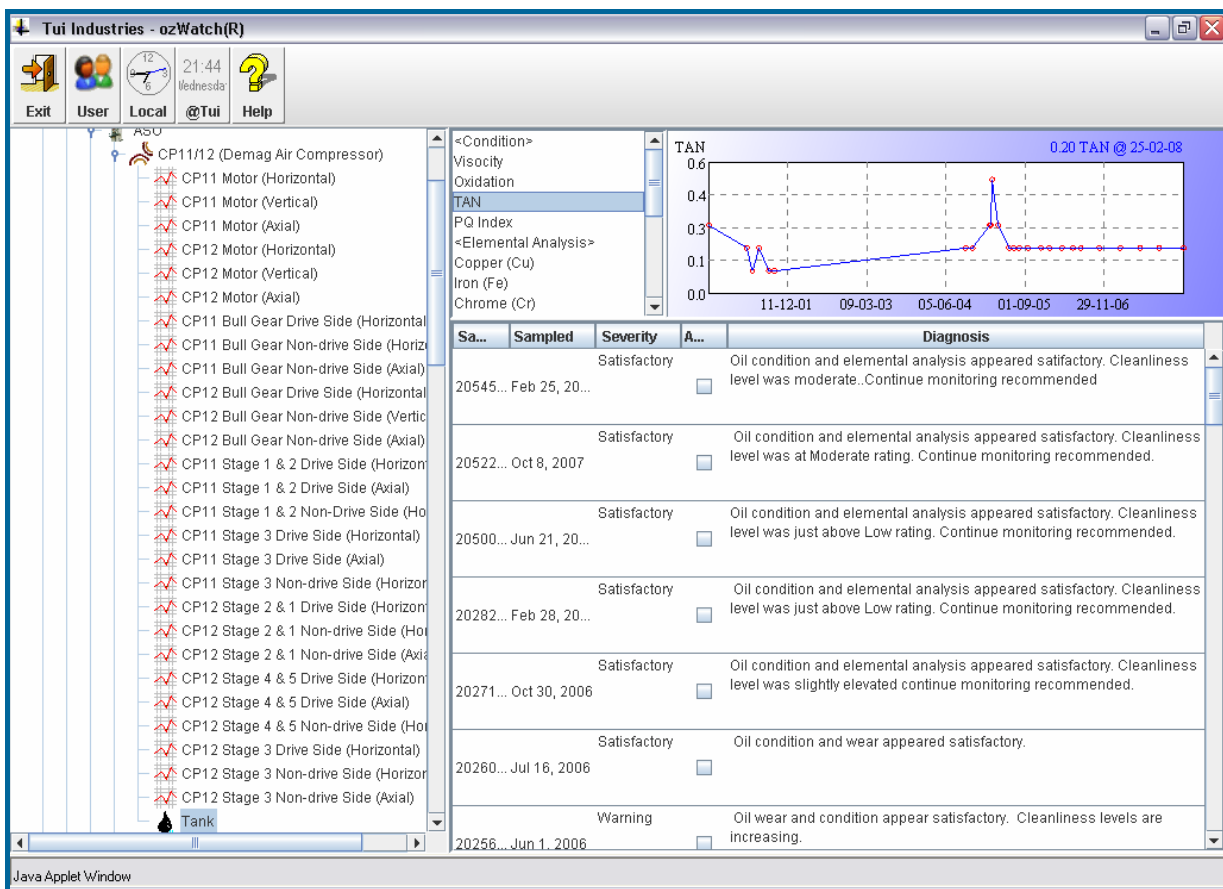 Tui Industries - ozWatch(R)
Exit
User
12
9 3
6
Local
21:44
Wednesday
@Tui
Help
ASU
CP11/12 (Demag Air Compressor)
CP11 Motor (Horizontal)
CP11 Motor (Vertical)
CP11 Motor (Axial)
CP12 Motor (Horizontal)
CP12 Motor (Vertical)
CP12 Motor (Axial)
CP11 Bull Gear Drive Side (Horizontal
CP11 Bull Gear Non-drive Side (Horiz
CP11 Bull Gear Non-drive Side (Axial)
CP12 Bull Gear Drive Side (Horizontal
CP12 Bull Gear Non-drive Side (Vertic
CP12 Bull Gear Non-drive Side (Axial)
CP11 Stage 1 & 2 Drive Side (Horizon
CP11 Stage 1 & 2 Drive Side (Axial)
CP11 Stage 1 & 2 Non-Drive Side (Ho
CP11 Stage 3 Drive Side (Horizontal)
CP11 Stage 3 Drive Side (Axial)
CP11 Stage 3 Non-drive Side (Horizor
CP12 Stage 2 & 1 Drive Side (Horizon
CP12 Stage 2 & 1 Non-drive Side (Hor
CP12 Stage 2 & 1 Non-drive Side (Axia
CP12 Stage 4 & 5 Drive Side (Horizon
CP12 Stage 4 & 5 Drive Side (Axial)
CP12 Stage 4 & 5 Non-drive Side (Hor
CP12 Stage 3 Drive Side (Horizontal)
CP12 Stage 3 Non-drive Side (Horizor
CP12 Stage 3 Non-drive Side (Axial)
Tank
<Condition>
Visocity
Oxidation
TAN
PQ Index
<Elemental Analysis>
Copper (Cu)
Iron (Fe)
Chrome (Cr)
TAN
0.20 TAN @ 25-02-08
0.6
0.4
0.3
0.1
0.0
11-12-01 09-03-03 05-06-04 01-09-05 29-11-06
Sa... Sampled Severity A... Diagnosis
20545... Feb 25, 20... Satisfactory
Oil condition and elemental analysis appeared satifactory. Cleanliness
level was moderate..Continue monitoring recommended
20522... Oct 8, 2007 Satisfactory
Oil condition and elemental analysis appeared satisfactory. Cleanliness
level was at Moderate rating. Continue monitoring recommended.
20500... Jun 21, 20... Satisfactory
Oil condition and elemental analysis appeared satisfactory. Cleanliness
level was just above Low rating. Continue monitoring recommended.
20282... Feb 28, 20... Satisfactory
Oil condition and elemental analysis appeared satisfactory. Cleanliness
level was just above Low rating. Continue monitoring recommended.
20271... Oct 30, 2006 Satisfactory
Oil condition and elemental analysis appeared satisfactory. Cleanliness
level was slightly elevated continue monitoring recommended.
20260... Jul 16, 2006 Satisfactory
Oil condition and wear appeared satisfactory.
20256... Jun 1, 2006 Warning
Oil wear and condition appear satisfactory. Cleanliness levels are
increasing.
Java Applet Window